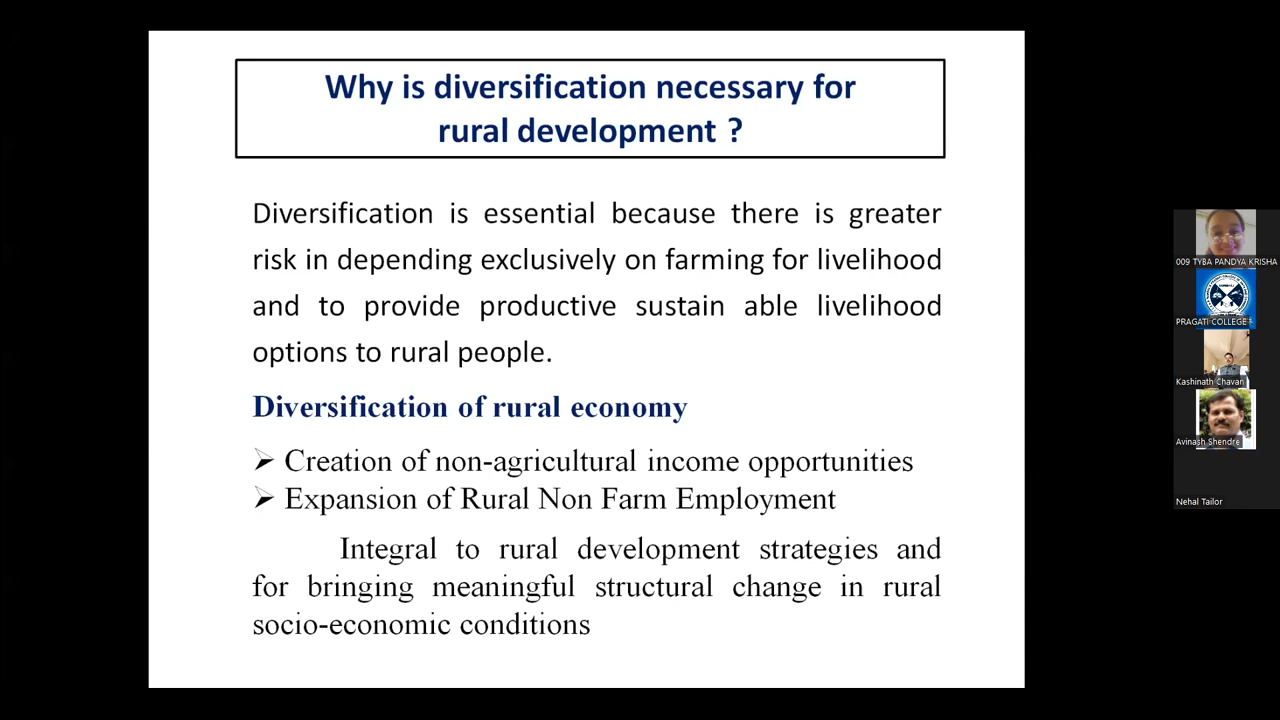 Why is diversification necessary for
rural development ?
Diversification is essential because there is greater
risk in depending exclusively on farming for livelihood
and to provide productive sustain able livelihood
options to rural people.
Diversification of rural economy
➢ Creation of non-agricultural income opportunities
➢ Expansion of Rural Non Farm Employment
Integral to rural development strategies and
for bringing meaningful structural change in rural
socio-economic conditions
009 TYBA PANDYA KRISHA
PRAGATI COLLEGE
Kashinath Chavan
Avinash Shendre
Nehal Tailor